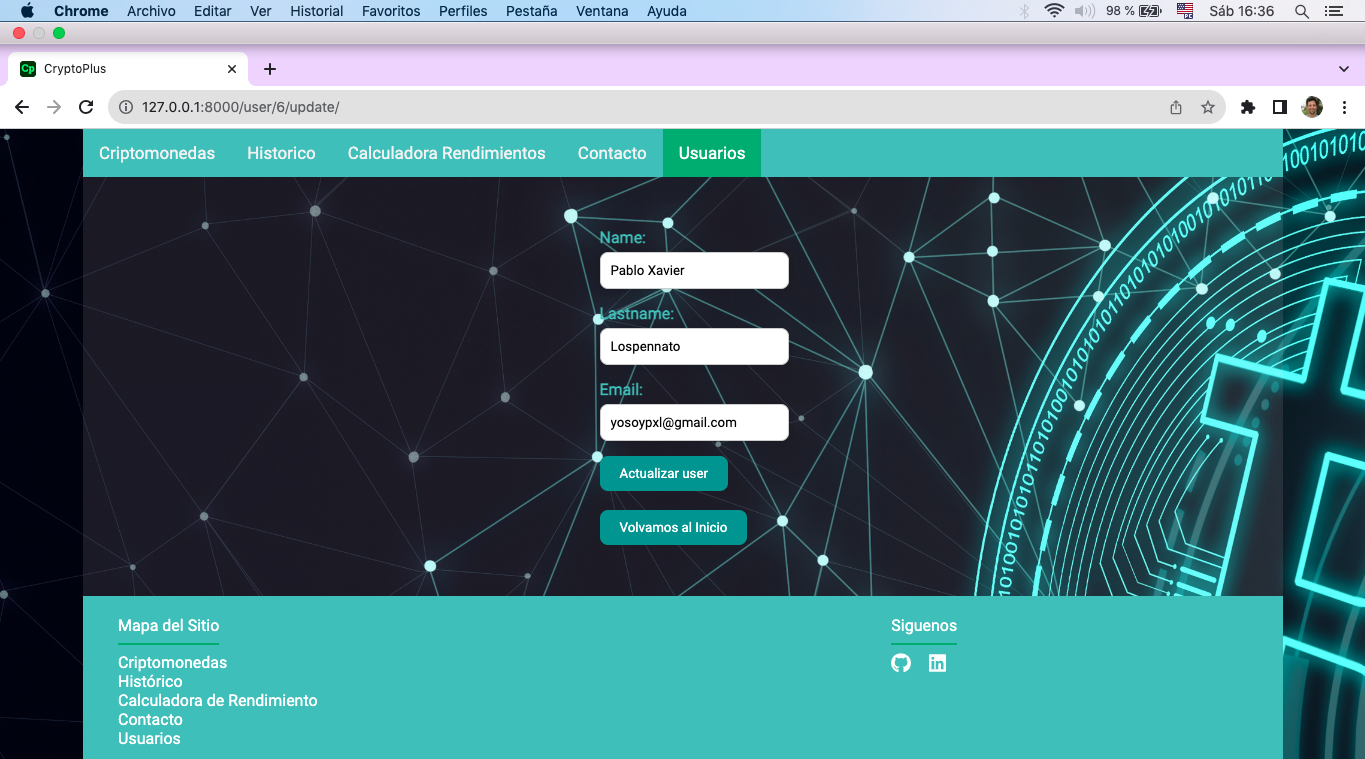 Chrome Archivo Editar Ver Historial Favoritos Perfiles Pestaña Ventana Ayuda 98 % Sáb 16:36
Cp CryptoPlus
127.0.0.1:8000/user/6/update/
Criptomonedas Historico Calculadora Rendimientos Contacto Usuarios
Name:
Pablo Xavier
Lastname:
Lospennato
Email:
yosoypxl@gmail.com
Actualizar user
Volvamos al Inicio
Mapa del Sitio
Criptomonedas
Histórico
Calculadora de Rendimiento
Contacto
Usuarios
Siguenos
in